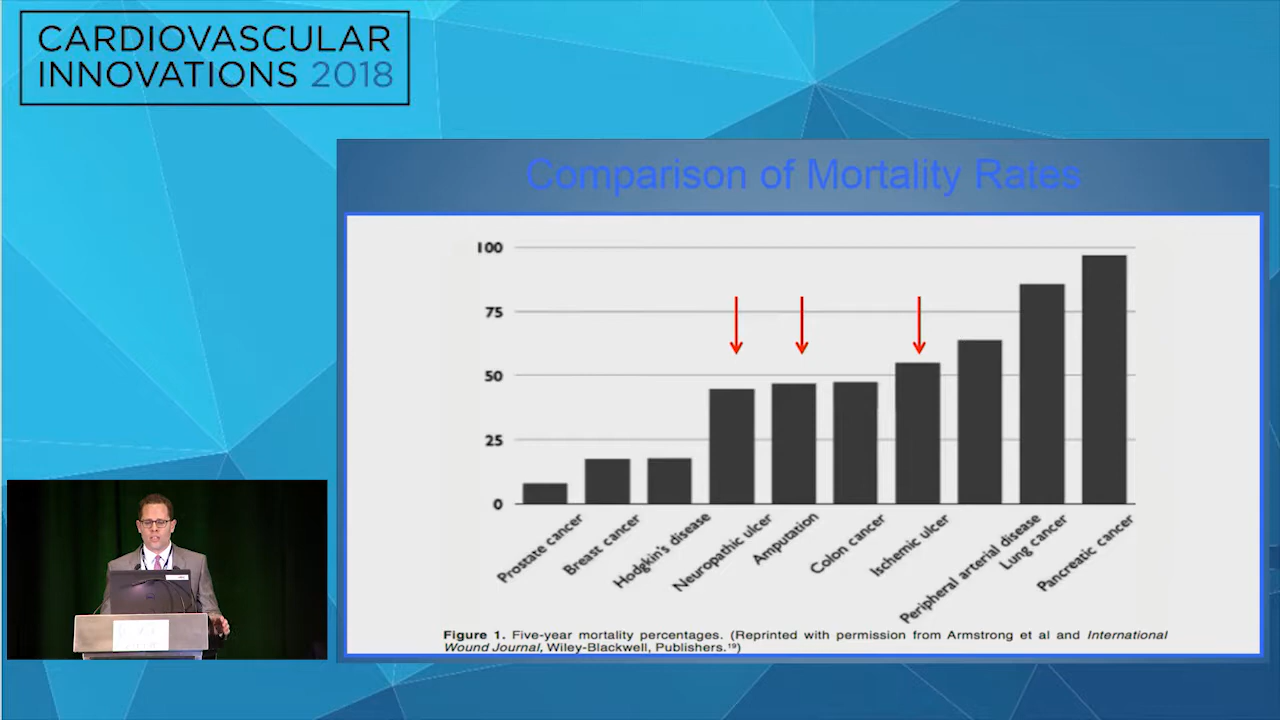 CARDIOVASCULAR
INNOVATIONS 2018
Comparison of Mortality Rates
100
75
50
25
0
Prostate cancer
Breast cancer
Hodgkin's disease
Neuropathic ulcer
Amputation
Colon cancer
Ischemic ulcer
Peripheral arterial disease
Lung cancer
Pancreatic cancer
Figure 1. Five-year mortality percentages. (Reprinted with permission from Armstrong et al and International
Wound Journal, Wiley-Blackwell, Publishers.19)